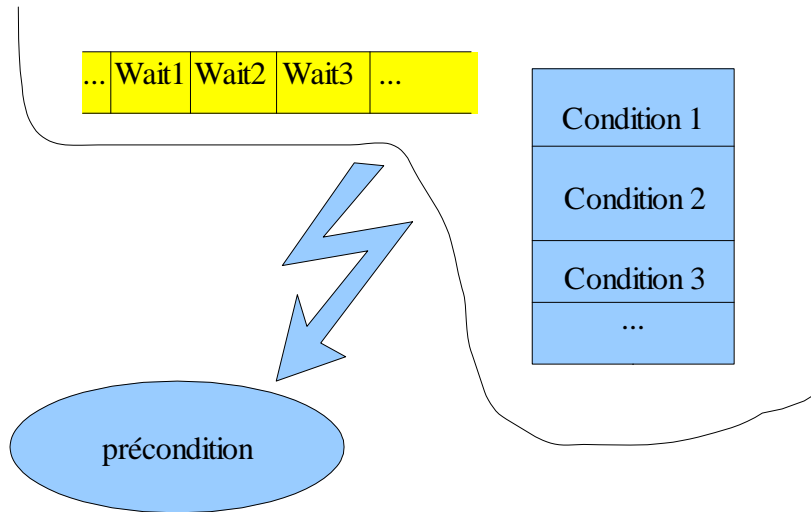 ... Wait1 Wait2 Wait3 ...
Condition 1
Condition 2
Condition 3
...
précondition